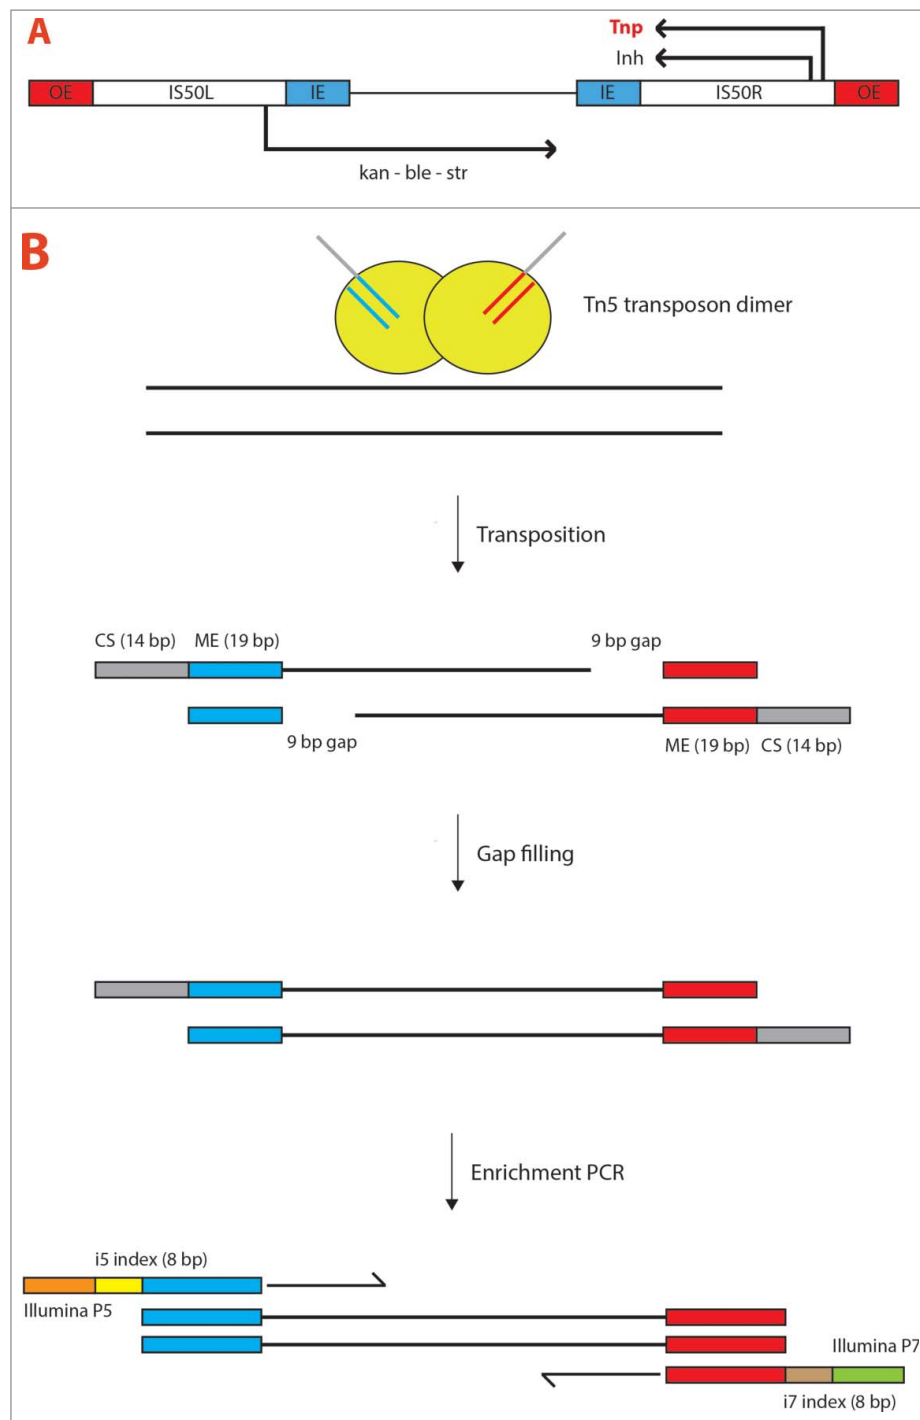 A
Tnp
Inh
OE IS50L IE IE IS50R OE
kan - ble - str
B
Tn5 transposon dimer
Transposition
CS (14 bp) ME (19 bp) 9 bp gap
9 bp gap ME (19 bp) CS (14 bp)
Gap filling
Enrichment PCR
i5 index (8 bp)
Illumina P5
Illumina P7
i7 index (8 bp)